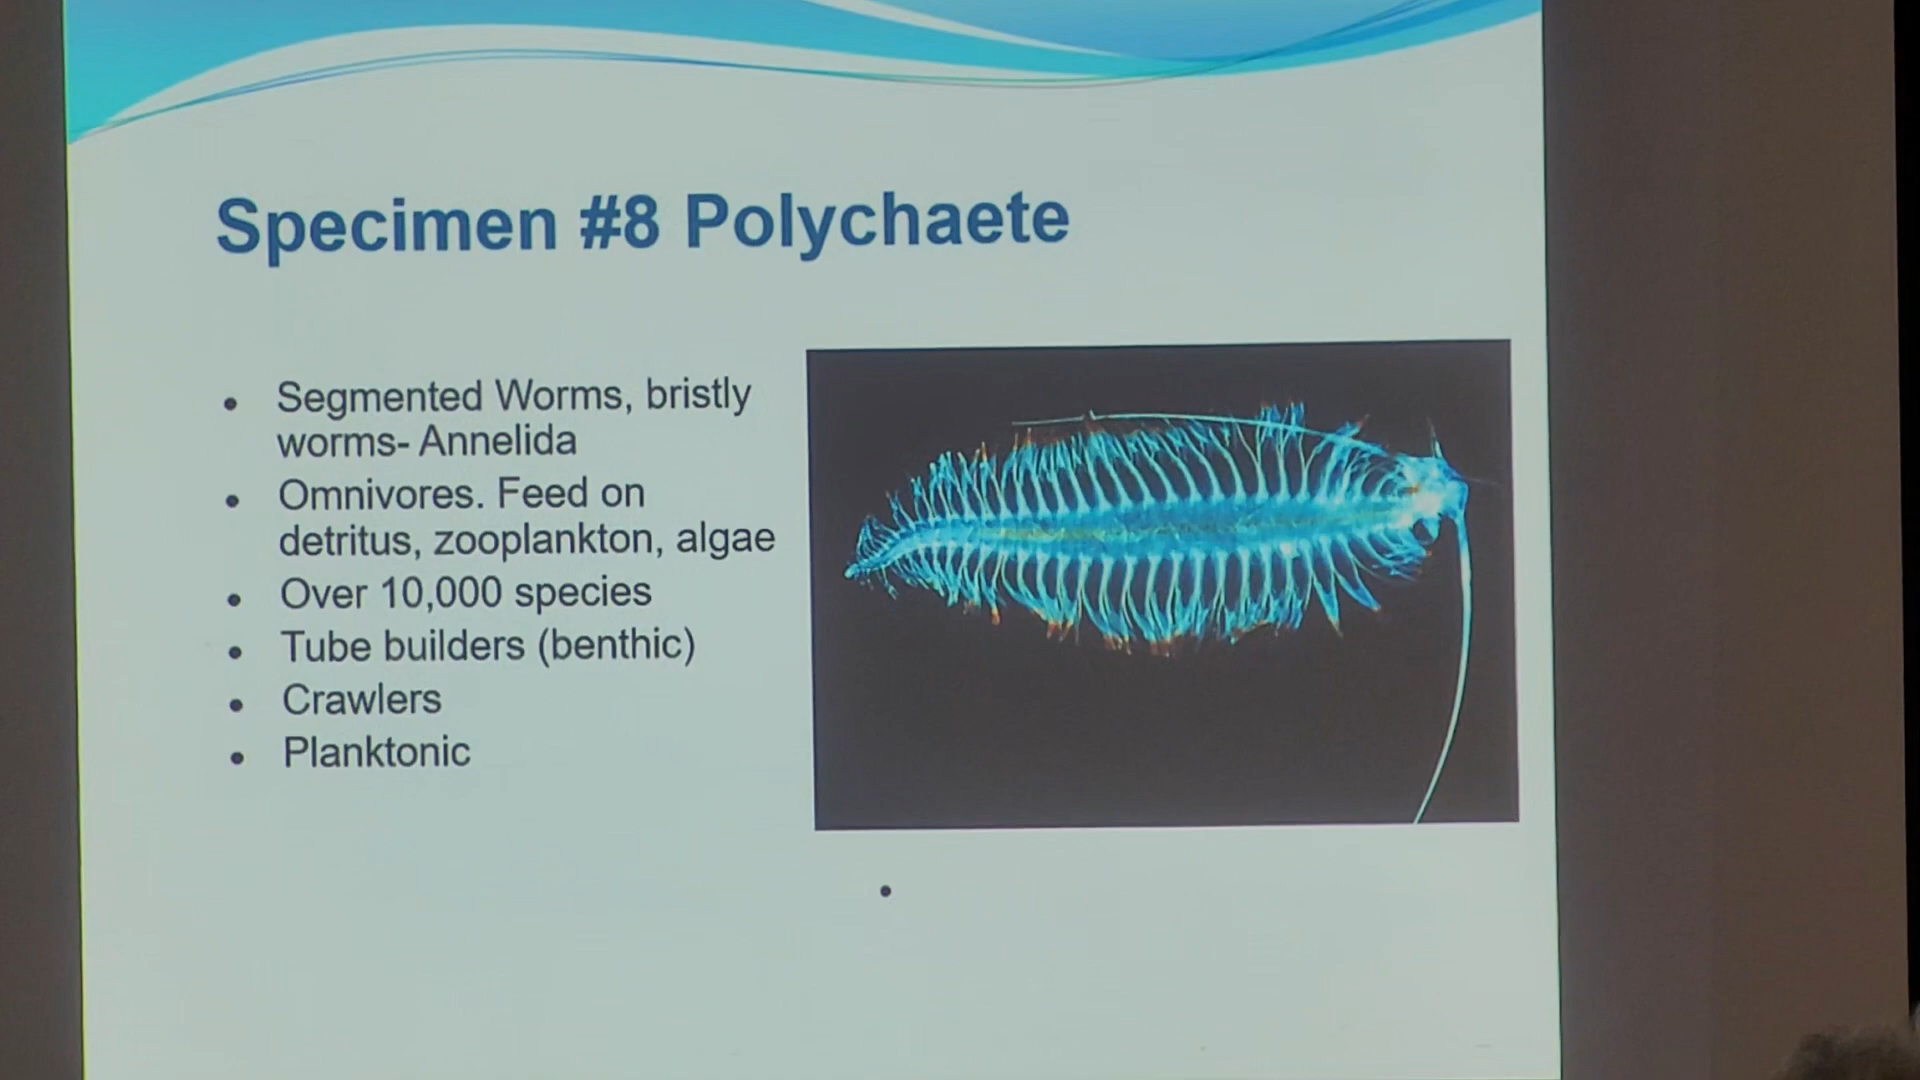 Specimen #8 Polychaete
• Segmented Worms, bristly
worms- Annelida
• Omnivores. Feed on
detritus, zooplankton, algae
• Over 10,000 species
• Tube builders (benthic)
• Crawlers
• Planktonic
•